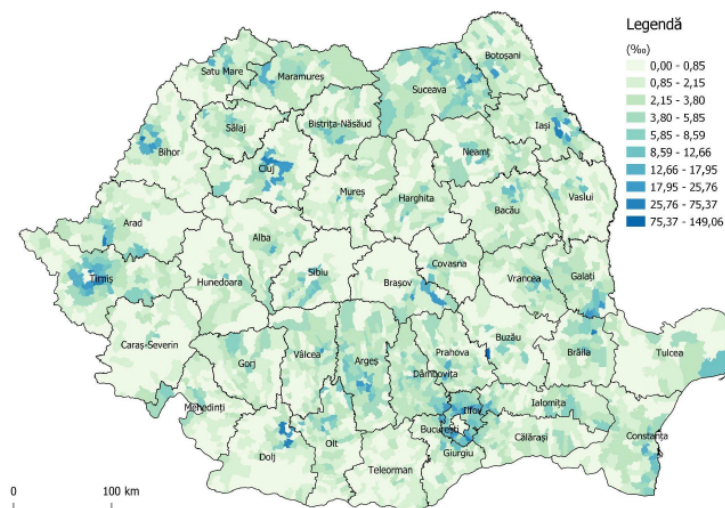 Legendă
(‰)
0,00 - 0,85
0,85 - 2,15
2,15 - 3,80
3,80 - 5,85
5,85 - 8,59
8,59 - 12,66
12,66 - 17,95
17,95 - 25,76
25,76 - 75,37
75,37 - 149,06
Botoșani
Satu Mare
Maramureș
Suceava
Sălaj
Bistrița-Năsăud
Iași
Bihor
Cluj
Neamț
Mureș
Harghita
Vaslui
Bacău
Arad
Alba
Timiș
Hunedoara
Sibiu
Brașov
Covasna
Vrancea
Galați
Caraș-Severin
Gorj
Vâlcea
Argeș
Prahova
Buzău
Brăila
Tulcea
Dâmbovița
Mehedinți
Ilfov
Ialomița
București
Olt
Călărași
Constanța
Dolj
Giurgiu
Teleorman
0 100 km